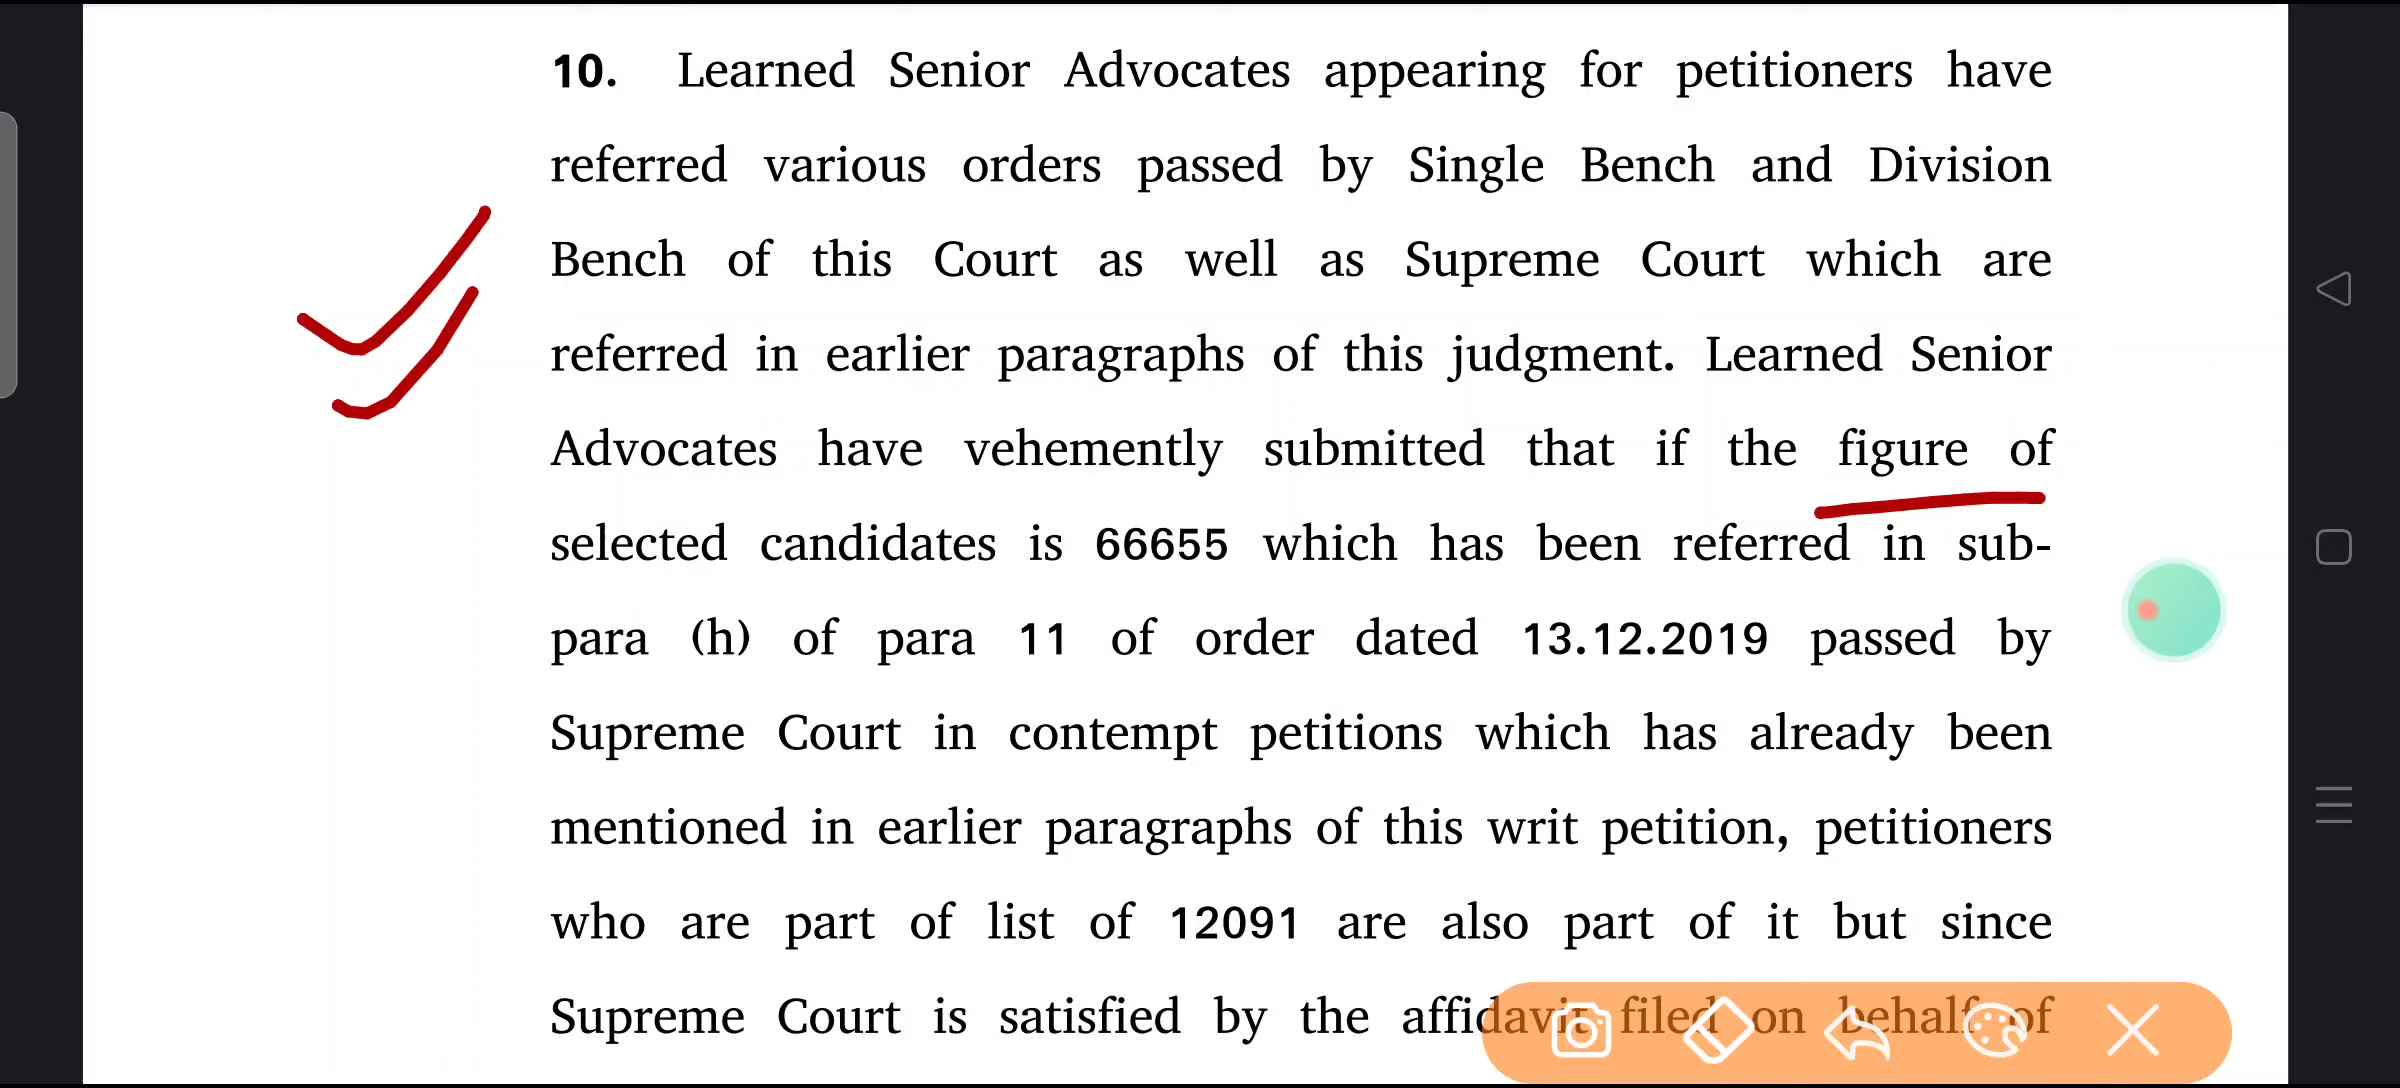 10. Learned Senior Advocates appearing for petitioners have
referred various orders passed by Single Bench and Division
Bench of this Court as well as Supreme Court which are
referred in earlier paragraphs of this judgment. Learned Senior
Advocates have vehemently submitted that if the figure of
selected candidates is 66655 which has been referred in sub-
para (h) of para 11 of order dated 13.12.2019 passed by
Supreme Court in contempt petitions which has already been
mentioned in earlier paragraphs of this writ petition, petitioners
who are part of list of 12091 are also part of it but since
Supreme Court is satisfied by the affidavit filed on behalf of